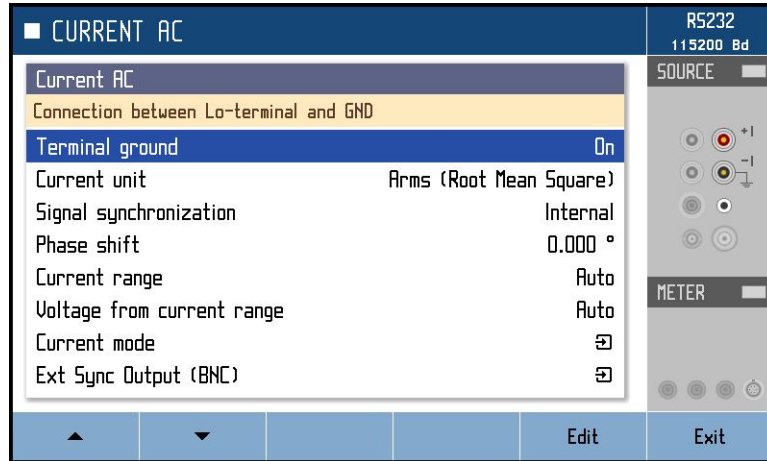 CURRENT AC
RS232
115200 Bd
Current AC
Connection between Lo-terminal and GND
Terminal ground On
Current unit Arms (Root Mean Square)
Signal synchronization Internal
Phase shift 0.000 °
Current range Auto
Voltage from current range Auto
Current mode
Ext Sync Output (BNC)
SOURCE
+I
-I
METER
Edit
Exit